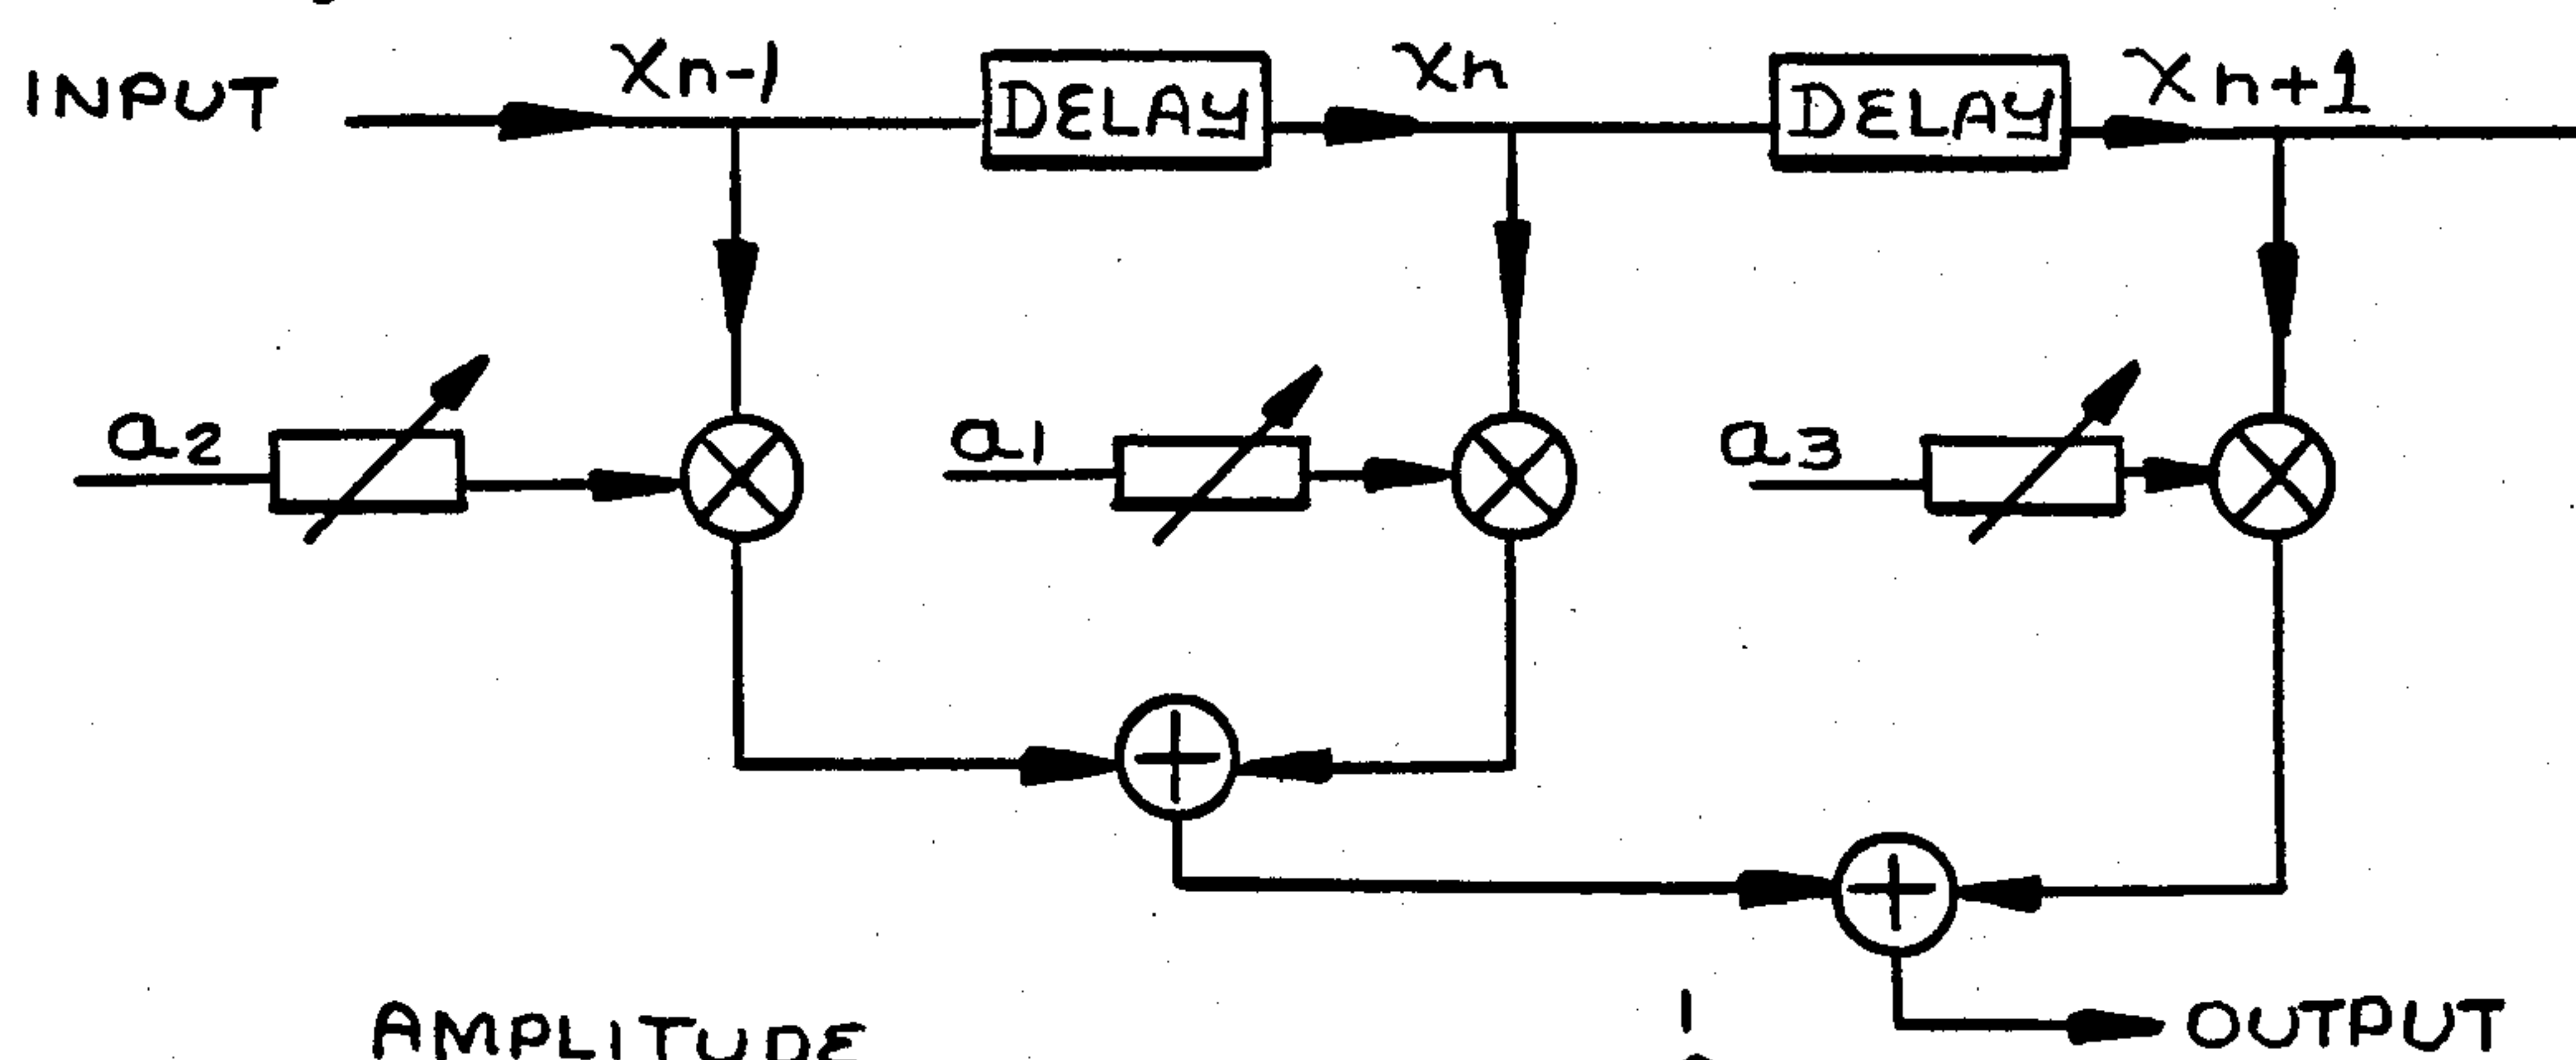 INPUT
Xn-1
DELAY
Xn
DELAY
Xn+1
a2
a1
a3
OUTPUT
AMPLITUDE